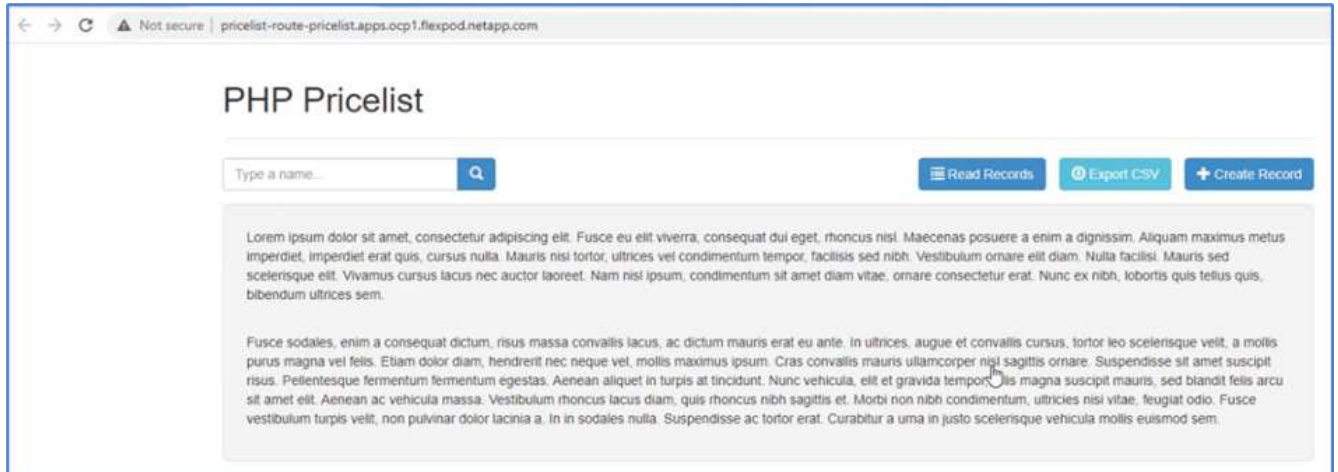 Not secure | pricelist-route-pricelist.apps.ocp1.flexpod.netapp.com
PHP Pricelist
Type a name...
Read Records
Export CSV
Create Record
Lorem ipsum dolor sit amet, consectetur adipiscing elit. Fusce eu elit viverra, consequat dui eget, rhoncus nisl. Maecenas posuere a enim a dignissim. Aliquam maximus metus
imperdiet, imperdiet erat quis, cursus nulla. Mauris nisi tortor, ultrices vel condimentum tempor, facilisis sed nibh. Vestibulum ornare elit diam. Nulla facilisi. Mauris sed
scelerisque elit. Vivamus cursus lacus nec auctor laoreet. Nam nisl ipsum, condimentum sit amet diam vitae, ornare consectetur erat. Nunc ex nibh, lobortis quis tellus quis,
bibendum ultrices sem.
Fusce sodales, enim a consequat dictum, risus massa convallis lacus, ac dictum mauris erat eu ante. In ultrices, augue et convallis cursus, tortor leo scelerisque velit, a mollis
purus magna vel felis. Etiam dolor diam, hendrerit nec neque vel, mollis maximus ipsum. Cras convallis mauris ullamcorper nisl sagittis ornare. Suspendisse sit amet suscipit
risus. Pellentesque fermentum fermentum egestas. Aenean aliquet in turpis at tincidunt. Nunc vehicula, elit et gravida tempor, magna suscipit mauris, sed blandit felis arcu
sit amet elit. Aenean ac vehicula massa. Vestibulum rhoncus lacus diam, quis rhoncus nibh sagittis et. Morbi non nibh condimentum, ultricies nisi vitae, feugiat odio. Fusce
vestibulum turpis velit, non pulvinar dolor lacinia a. In in sodales nulla. Suspendisse ac tortor erat. Curabitur a urna in justo scelerisque vehicula mollis euismod sem.